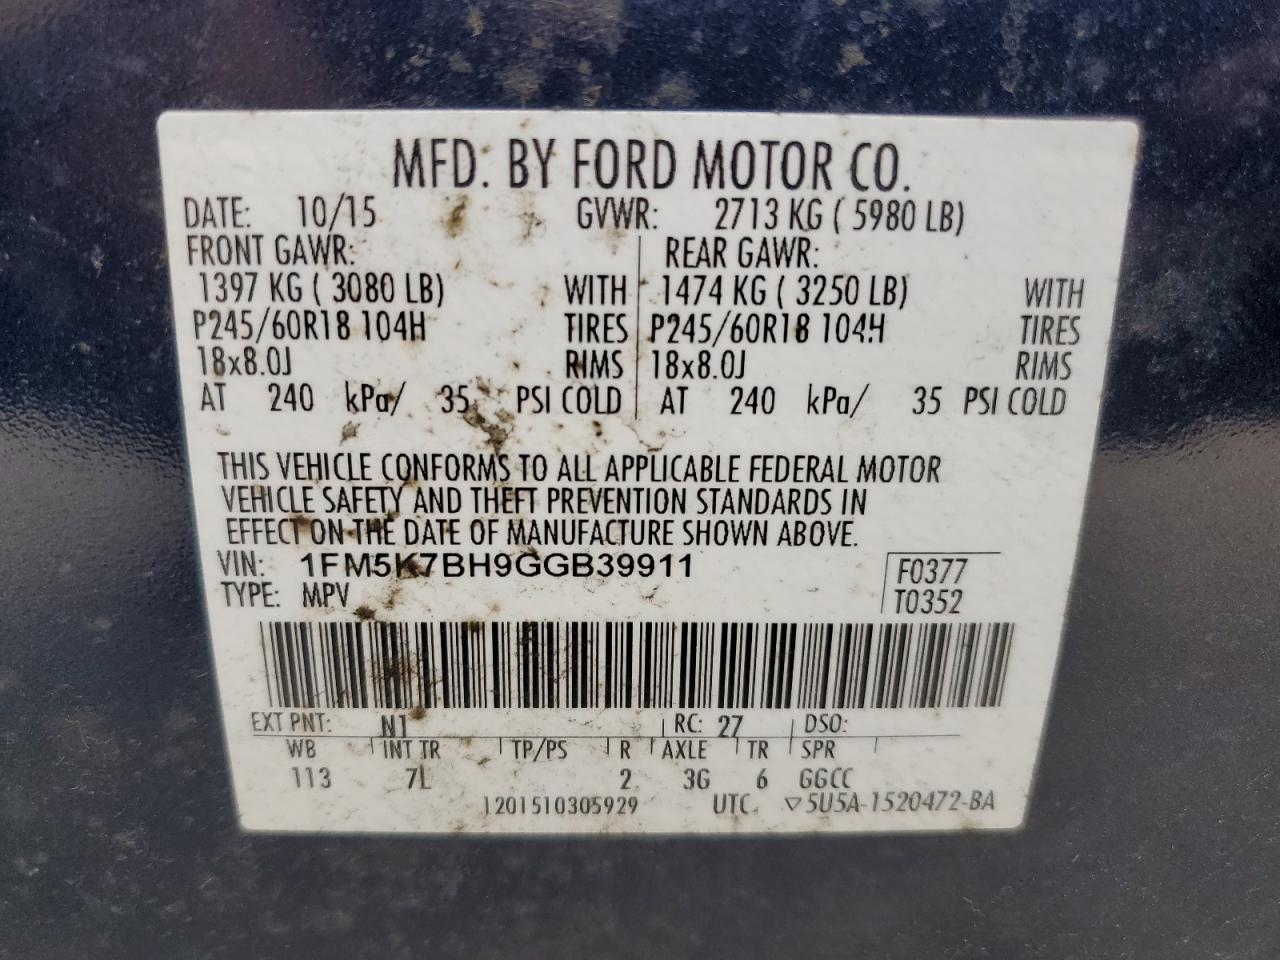 MFD. BY FORD MOTOR CO.
DATE: 10/15 GVWR: 2713 KG ( 5980 LB)
FRONT GAWR: REAR GAWR:
1397 KG ( 3080 LB) WITH 1474 KG ( 3250 LB) WITH
P245/60R18 104H TIRES P245/60R18 104H TIRES
18x8.0J RIMS 18x8.0J RIMS
AT 240 kPa/ 35 PSI COLD AT 240 kPa/ 35 PSI COLD
THIS VEHICLE CONFORMS TO ALL APPLICABLE FEDERAL MOTOR
VEHICLE SAFETY AND THEFT PREVENTION STANDARDS IN
EFFECT ON THE DATE OF MANUFACTURE SHOWN ABOVE.
VIN: 1FM5K7BH9GGB39911 F0377
TYPE: MPV T0352
EXT PNT: N1 RC: 27 DSO:
WB INT TR TP/PS R AXLE TR SPR
113 7L 2 3G 6 GGCC
1201510305929 UTC ▽5U5A-1520472-BA